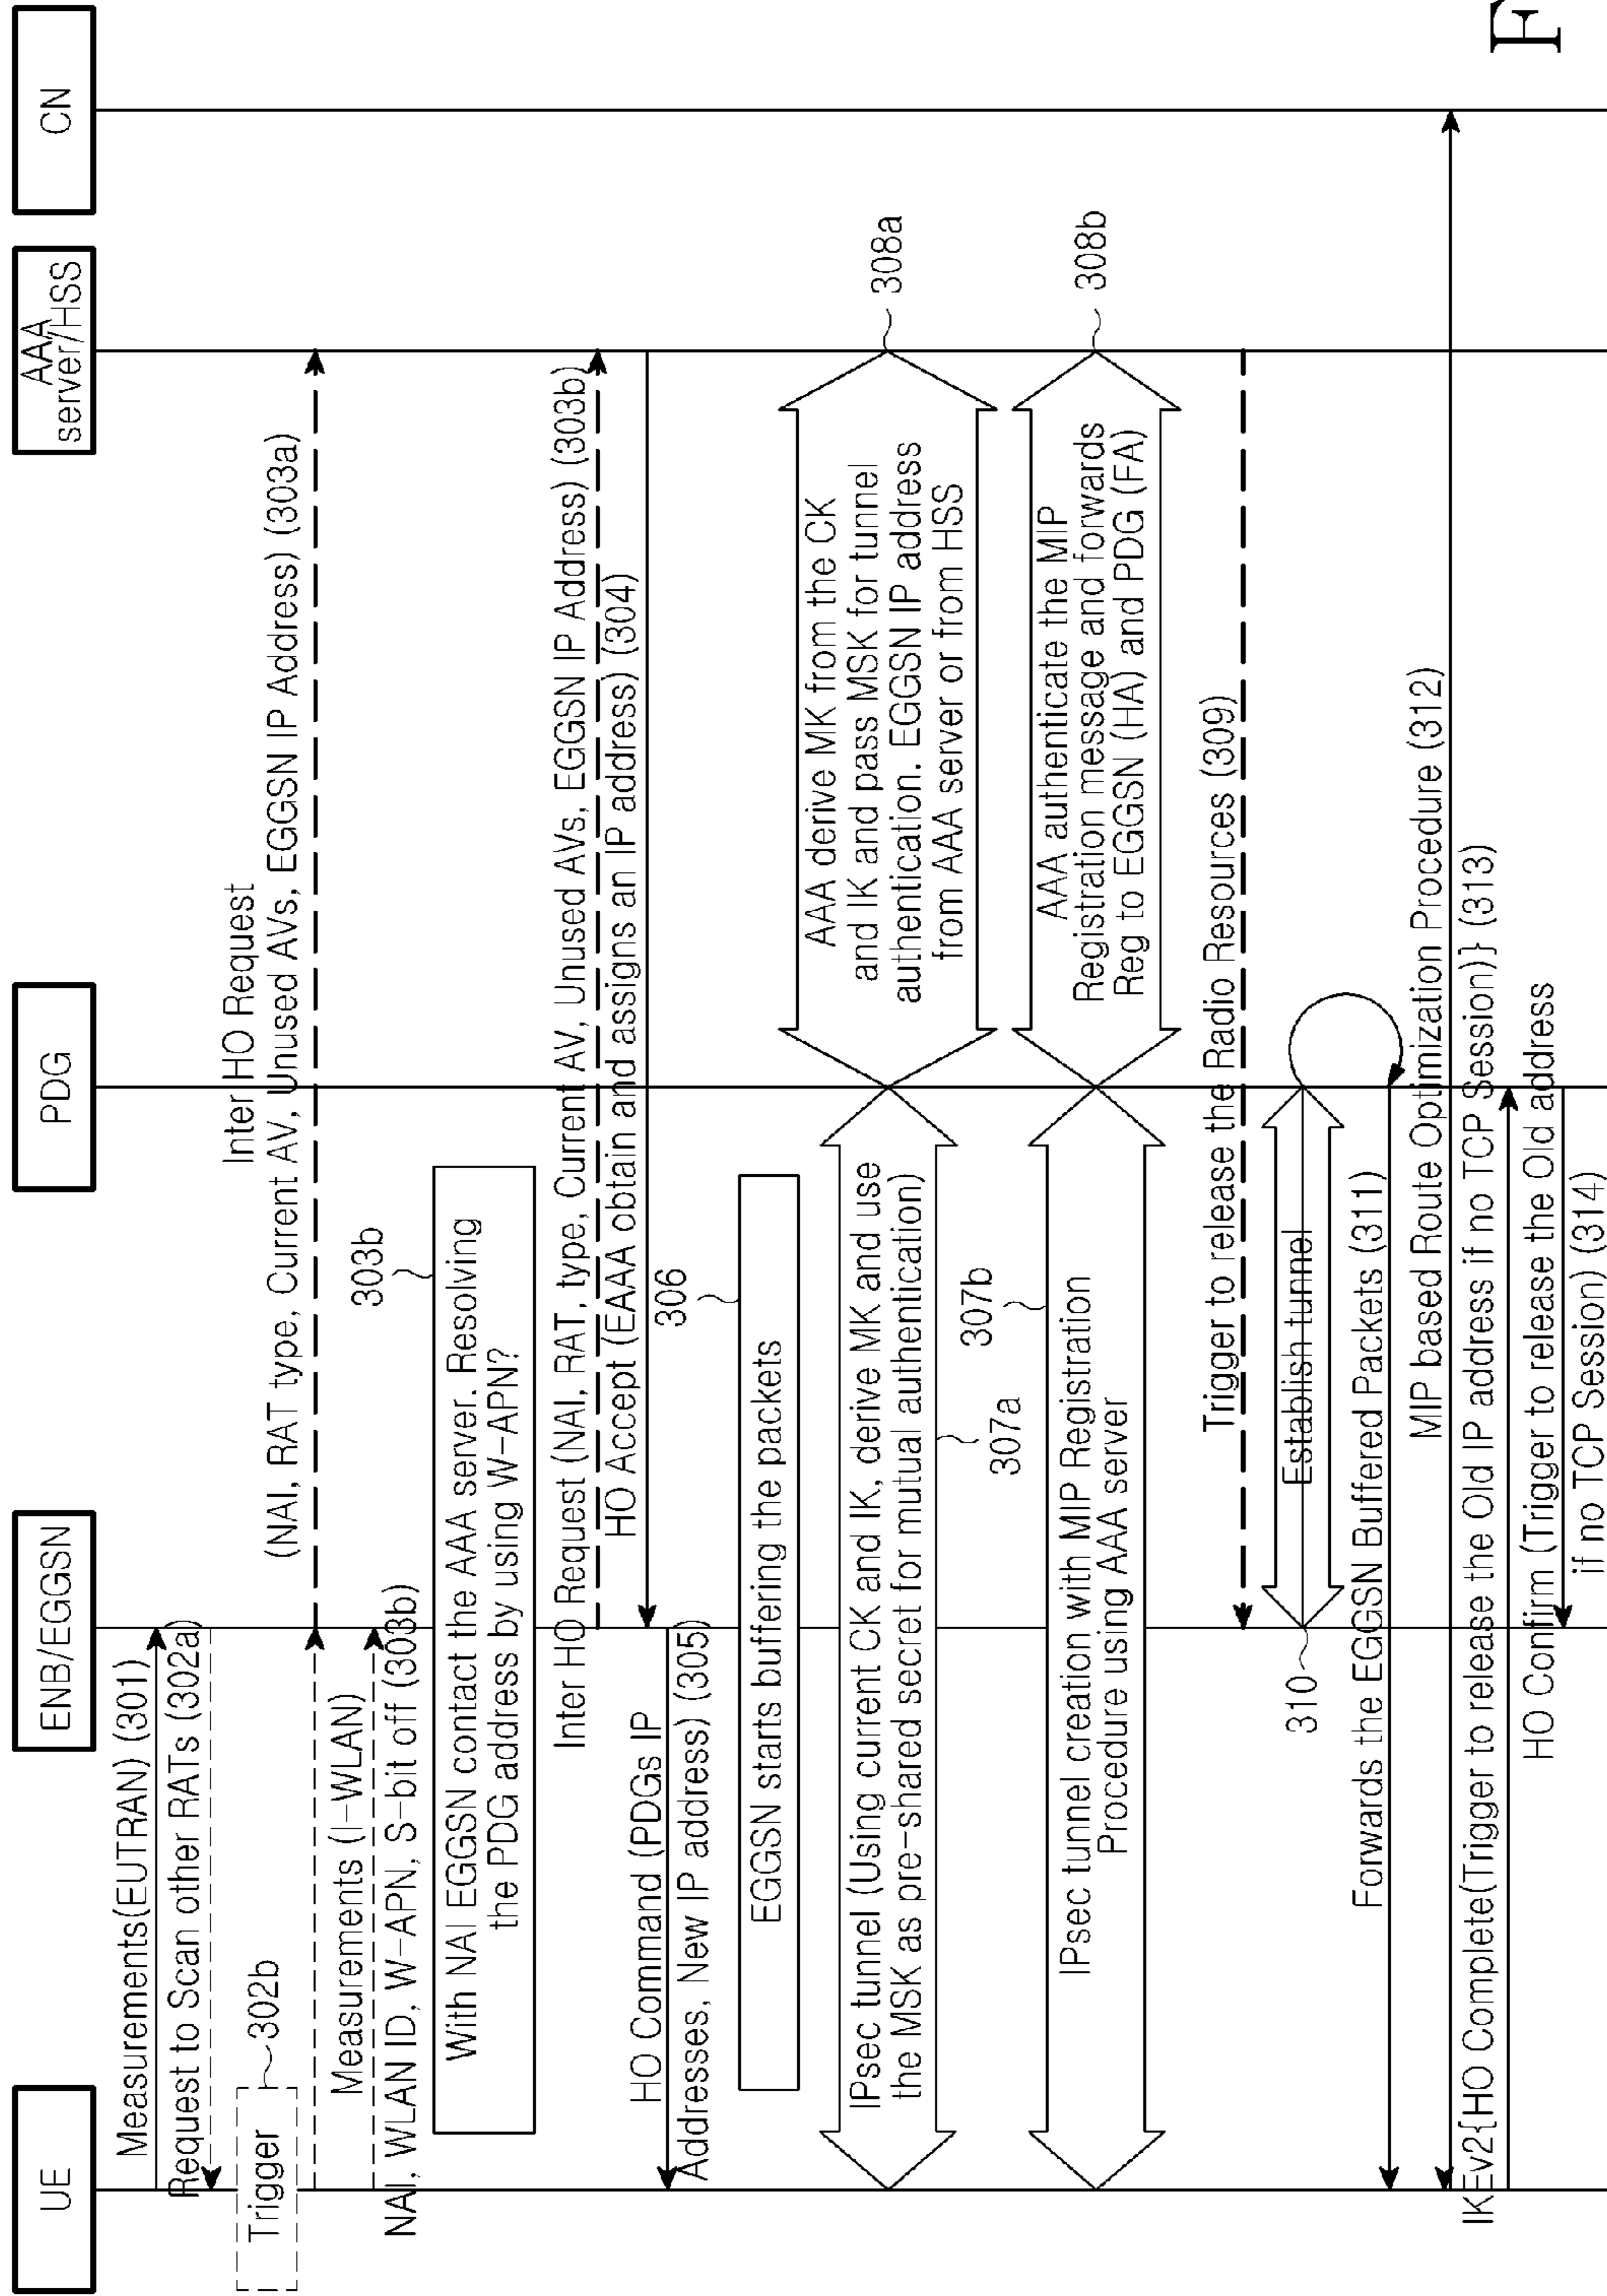 UE
ENB/EGGSN
PDG
AAA
server/HSS
CN
Measurements(EUTRAN) (301)
Request to Scan other RATs (302a)
Trigger
302b
Inter HO Request
(NAI, RAT type, Current AV, Unused AVs, EGGSN IP Address) (303a)
Measurements (I-WLAN)
NAI, WLAN ID, W-APN, S-bit off (303b)
303b
With NAI EGGSN contact the AAA server. Resolving
the PDG address by using W-APN?
Inter HO Request (NAI, RAT, type, Current AV, Unused AVs, EGGSN IP Address) (303b)
HO Accept (EAAA obtain and assigns an IP address) (304)
HO Command (PDGs IP
Addresses, New IP address) (305)
306
EGGSN starts buffering the packets
IPsec tunnel (Using current CK and IK, derive MK and use
the MSK as pre-shared secret for mutual authentication)
307a
AAA derive MK from the CK
and IK and pass MSK for tunnel
authentication. EGGSN IP address
from AAA server or from HSS
308a
307b
IPsec tunnel creation with MIP Registration
Procedure using AAA server
AAA authenticate the MIP
Registration message and forwards
Reg to EGGSN (HA) and PDG (FA)
308b
Trigger to release the Radio Resources (309)
Establish tunnel
310
Forwards the EGGSN Buffered Packets (311)
MIP based Route Optimization Procedure (312)
IKEv2{HO Complete(Trigger to release the Old IP address if no TCP Session)} (313)
HO Confirm (Trigger to release the Old address
if no TCP Session) (314)
F